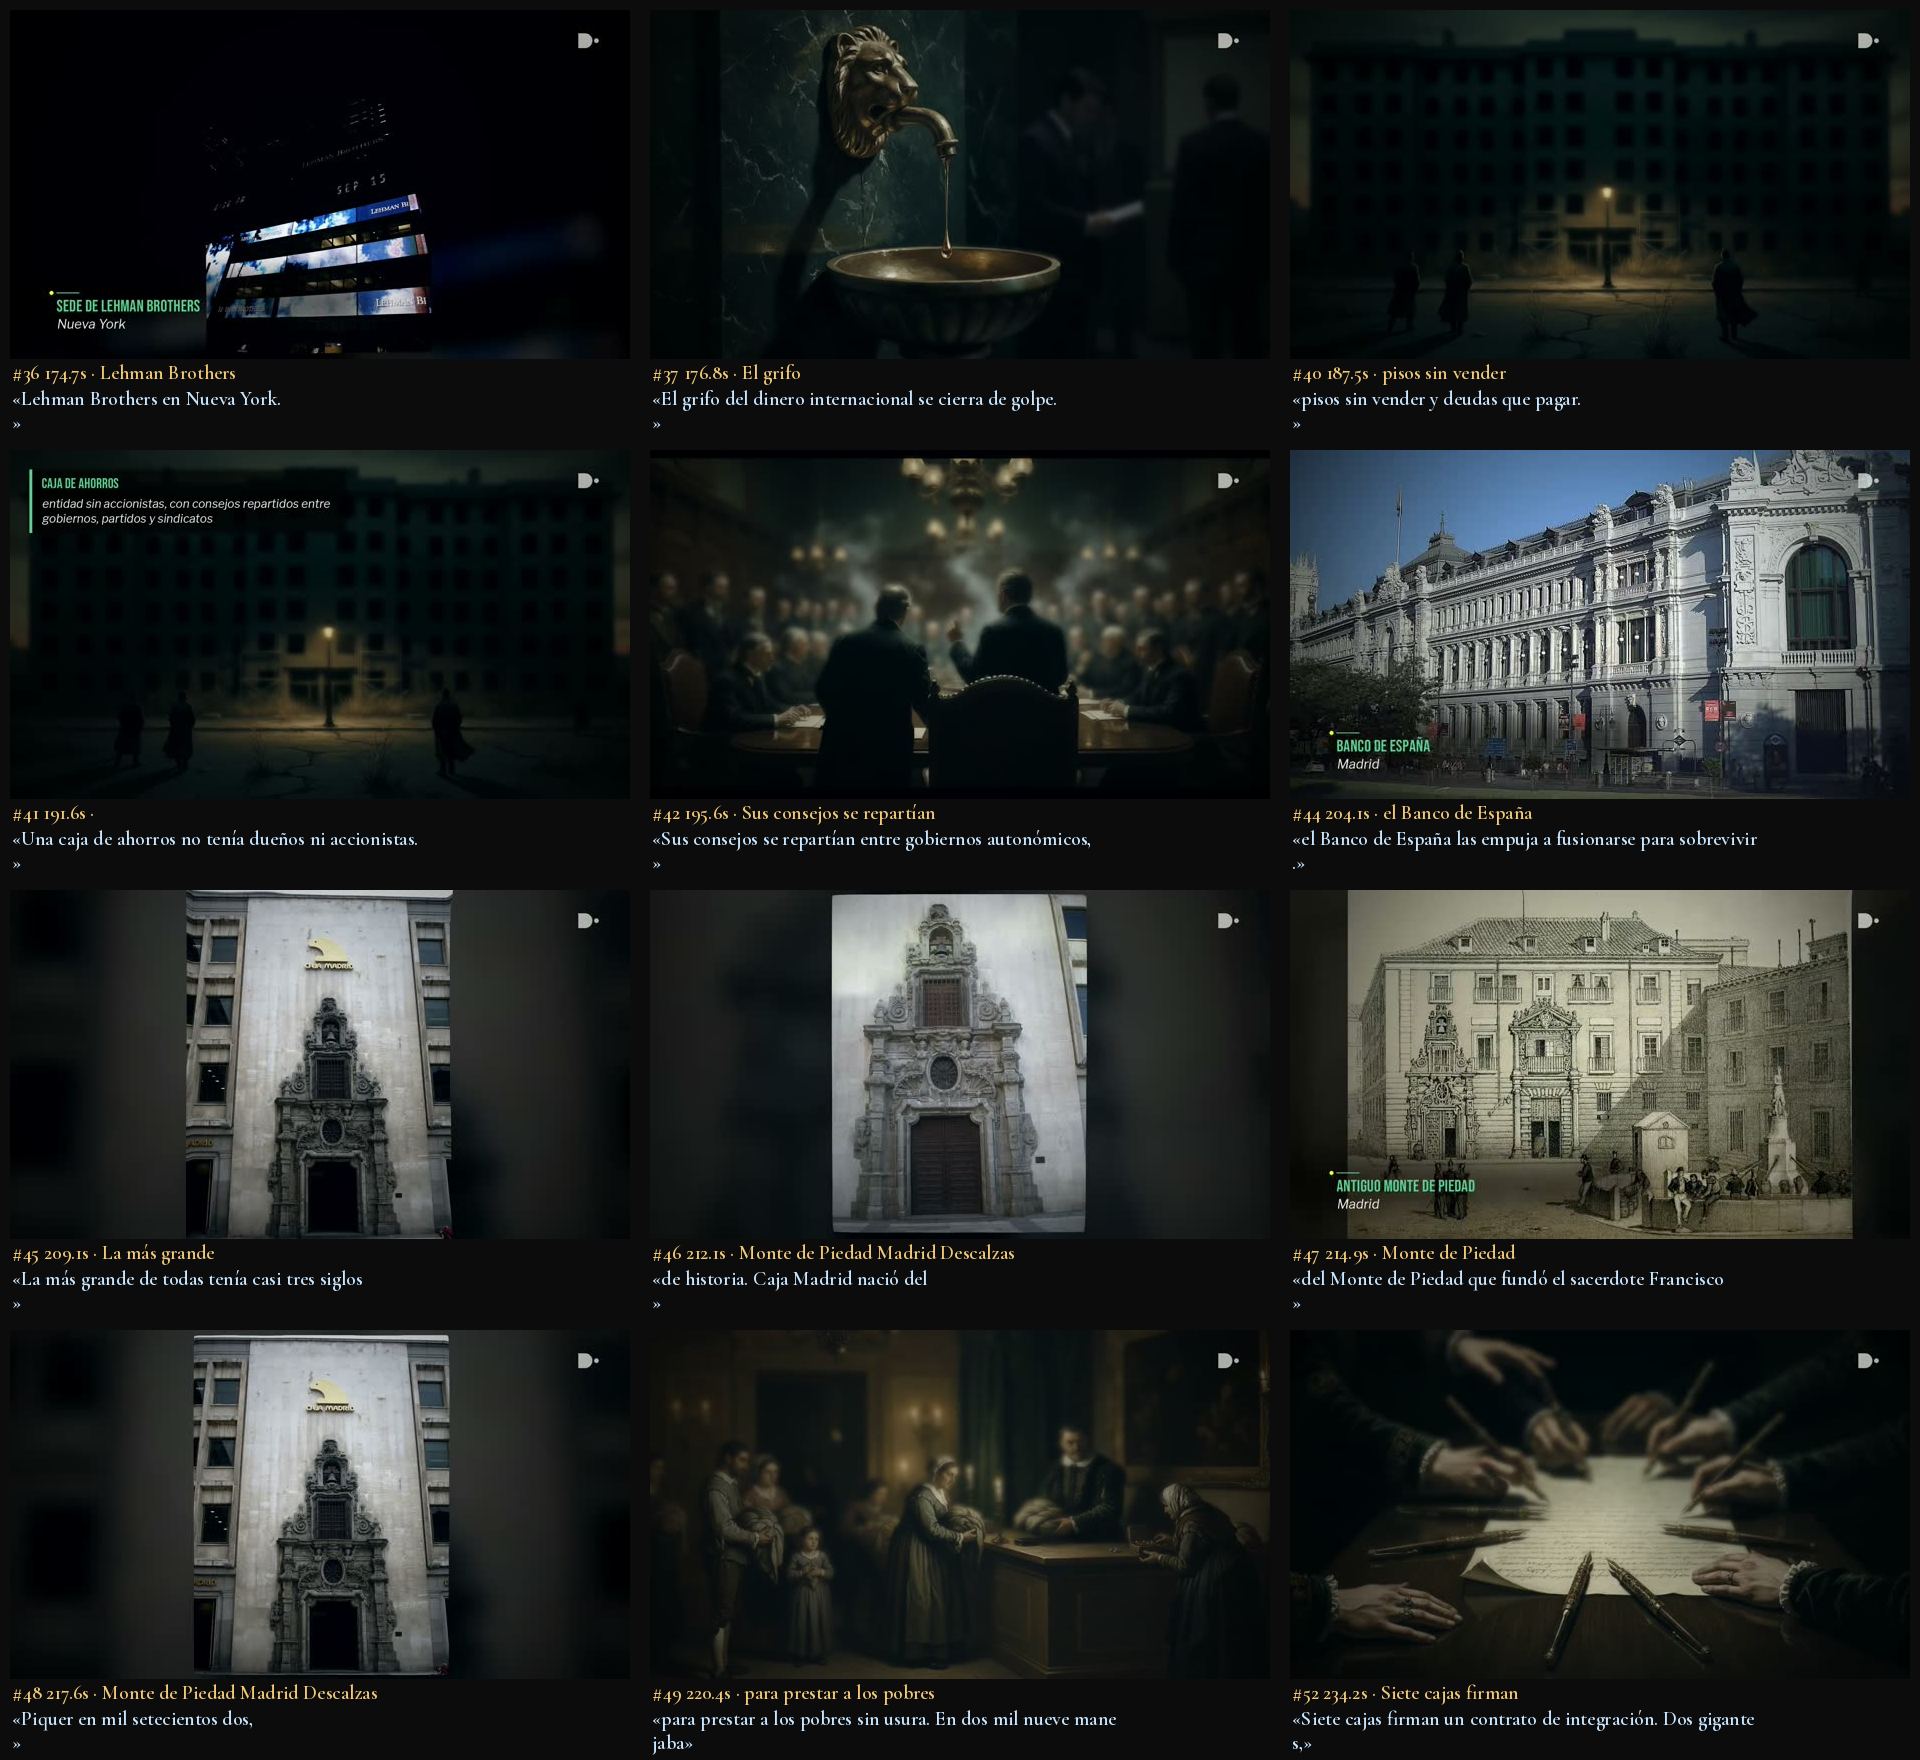 SEP 15
LEHMAN BR
LEHMAN BR
SEDE DE LEHMAN BROTHERS
Nueva York
#36 174.7s · Lehman Brothers
«Lehman Brothers en Nueva York.
»
#37 176.8s · El grifo
«El grifo del dinero internacional se cierra de golpe.
»
#40 187.5s · pisos sin vender
«pisos sin vender y deudas que pagar.
»
CAJA DE AHORROS
entidad sin accionistas, con consejos repartidos entre
gobiernos, partidos y sindicatos
#41 191.6s ·
«Una caja de ahorros no tenía dueños ni accionistas.
»
#42 195.6s · Sus consejos se repartían
«Sus consejos se repartían entre gobiernos autonómicos,
»
BANCO DE ESPAÑA
Madrid
#44 204.1s · el Banco de España
«el Banco de España las empuja a fusionarse para sobrevivir
.»
CAJA MADRID
#45 209.1s · La más grande
«La más grande de todas tenía casi tres siglos
»
#46 212.1s · Monte de Piedad Madrid Descalzas
«de historia. Caja Madrid nació del
»
ANTIGUO MONTE DE PIEDAD
Madrid
#47 214.9s · Monte de Piedad
«del Monte de Piedad que fundó el sacerdote Francisco
»
CAJA MADRID
#48 217.6s · Monte de Piedad Madrid Descalzas
«Piquer en mil setecientos dos,
»
#49 220.4s · para prestar a los pobres
«para prestar a los pobres sin usura. En dos mil nueve mane
jaba»
#52 234.2s · Siete cajas firman
«Siete cajas firman un contrato de integración. Dos gigante
s,»